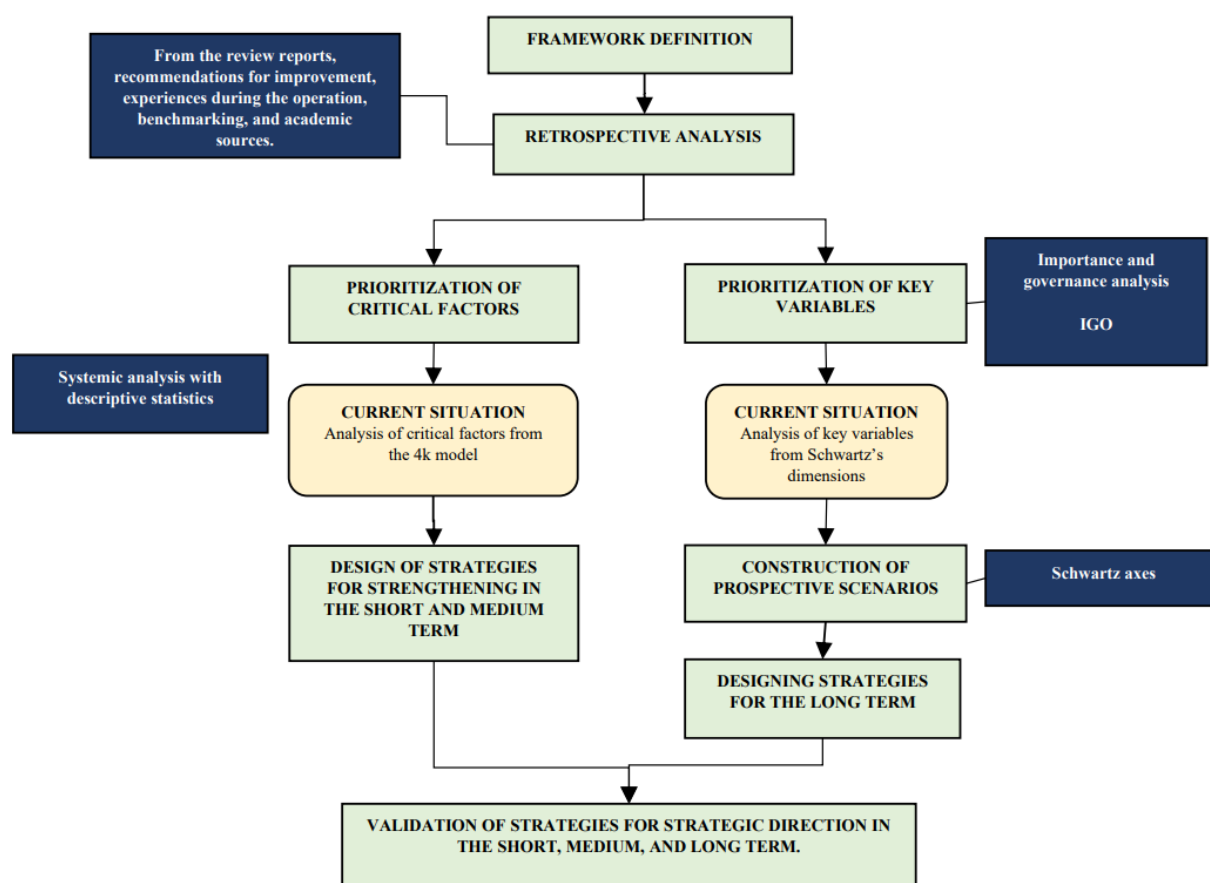 FRAMEWORK DEFINITION
From the review reports,
recommendations for improvement,
experiences during the operation,
benchmarking, and academic
sources.
RETROSPECTIVE ANALYSIS
PRIORITIZATION OF
CRITICAL FACTORS
PRIORITIZATION OF KEY
VARIABLES
Importance and
governance analysis
IGO
Systemic analysis with
descriptive statistics
CURRENT SITUATION
Analysis of critical factors from
the 4k model
CURRENT SITUATION
Analysis of key variables
from Schwartz’s
dimensions
DESIGN OF STRATEGIES
FOR STRENGTHENING IN
THE SHORT AND MEDIUM
TERM
CONSTRUCTION OF
PROSPECTIVE SCENARIOS
Schwartz axes
DESIGNING STRATEGIES
FOR THE LONG TERM
VALIDATION OF STRATEGIES FOR STRATEGIC DIRECTION IN
THE SHORT, MEDIUM, AND LONG TERM.